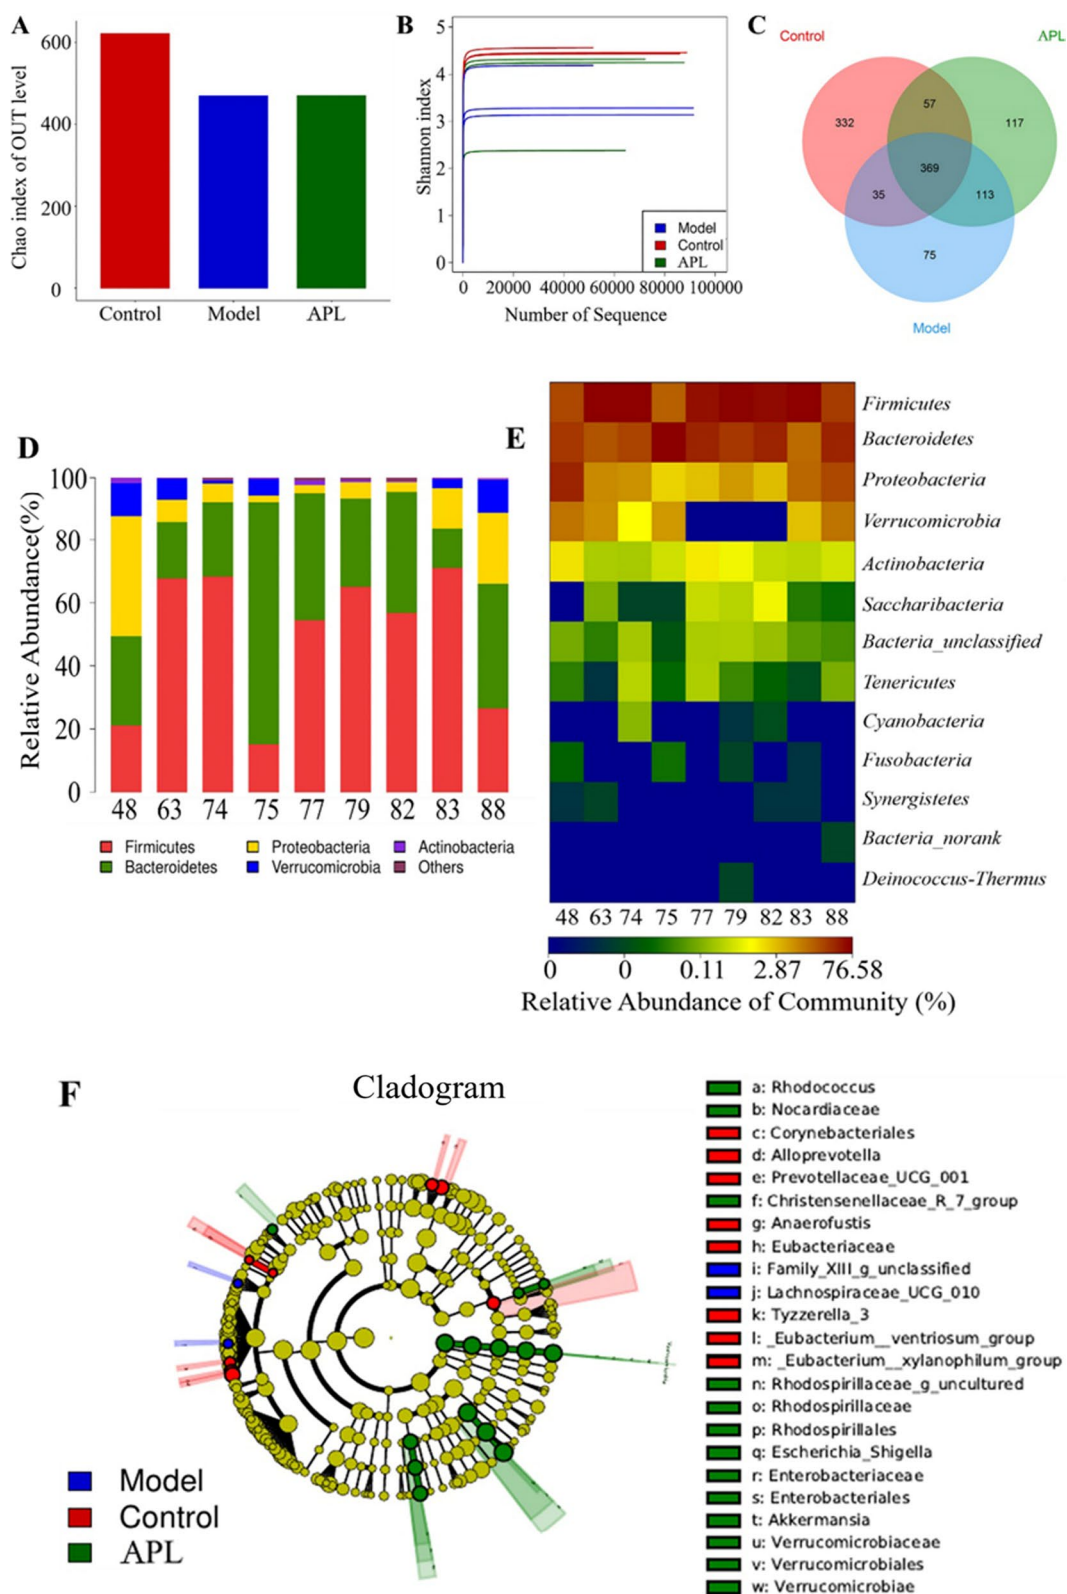 A
Chao index of OUT level
600
400
200
0
Control Model APL
B
Shannon index
5
4
3
2
1
0
Model
Control
APL
0 20000 40000 60000 80000 100000
Number of Sequence
C
Control
APL
57
332
117
369
35
113
75
Model
D
Relative Abundance(%)
100
80
60
40
20
0
48 63 74 75 77 79 82 83 88
Firmicutes Proteobacteria Actinobacteria
Bacteroidetes Verrucomicrobia Others
E
Firmicutes
Bacteroidetes
Proteobacteria
Verrucomicrobia
Actinobacteria
Saccharibacteria
Bacteria_unclassified
Tenericutes
Cyanobacteria
Fusobacteria
Synergistetes
Bacteria_norank
Deinococcus-Thermus
48 63 74 75 77 79 82 83 88
0 0 0.11 2.87 76.58
Relative Abundance of Community (%)
F
Cladogram
Model
Control
APL
a: Rhodococcus
b: Nocardiaceae
c: Corynebacteriales
d: Alloprevotella
e: Prevotellaceae_UCG_001
f: Christensenellaceae_R_7_group
g: Anaerofustis
h: Eubacteriaceae
i: Family_XIII_g_unclassified
j: Lachnospiraceae_UCG_010
k: Tyzzerella_3
l: _Eubacterium__ventriosum_group
m: _Eubacterium__xylanophilum_group
n: Rhodospirillaceae_g_uncultured
o: Rhodospirillaceae
p: Rhodospirillales
q: Escherichia_Shigella
r: Enterobacteriaceae
s: Enterobacteriales
t: Akkermansia
u: Verrucomicrobiaceae
v: Verrucomicrobiales
w: Verrucomicrobiae